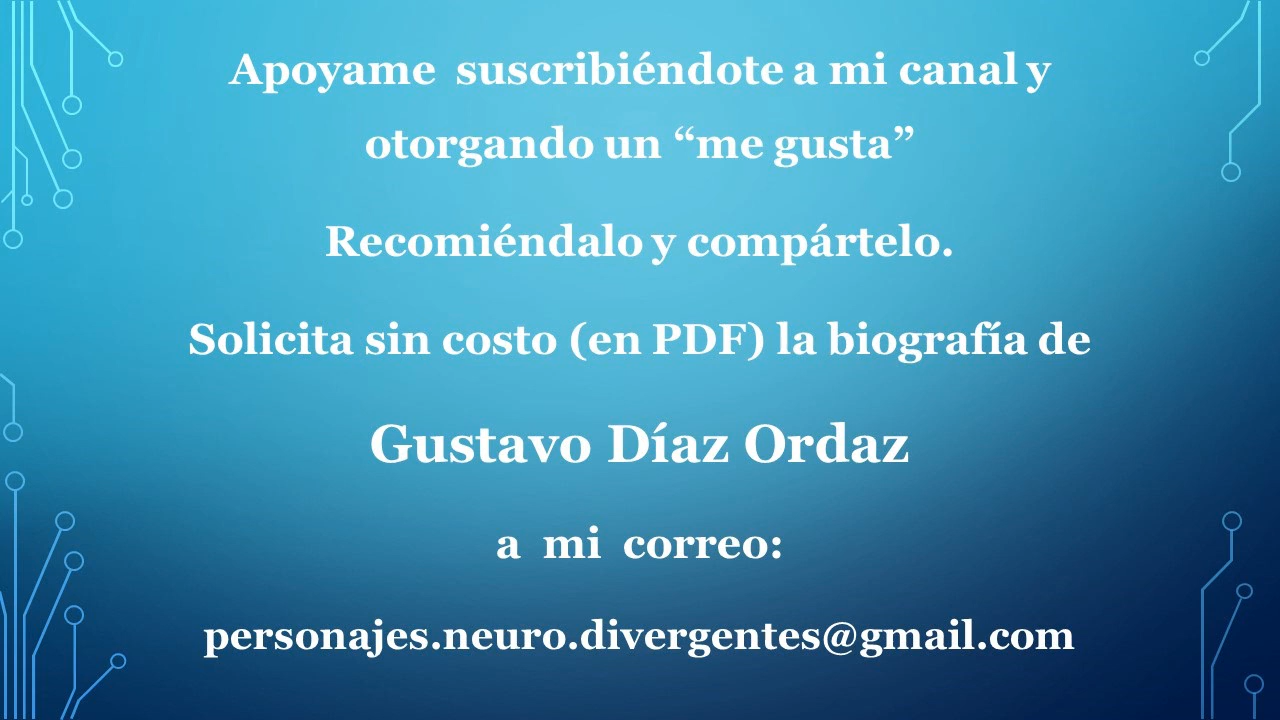 Apoyame suscribiéndote a mi canal y
otorgando un “me gusta”
Recomiéndalo y compártelo.
Solicita sin costo (en PDF) la biografía de
Gustavo Díaz Ordaz
a mi correo:
personajes.neuro.divergentes@gmail.com